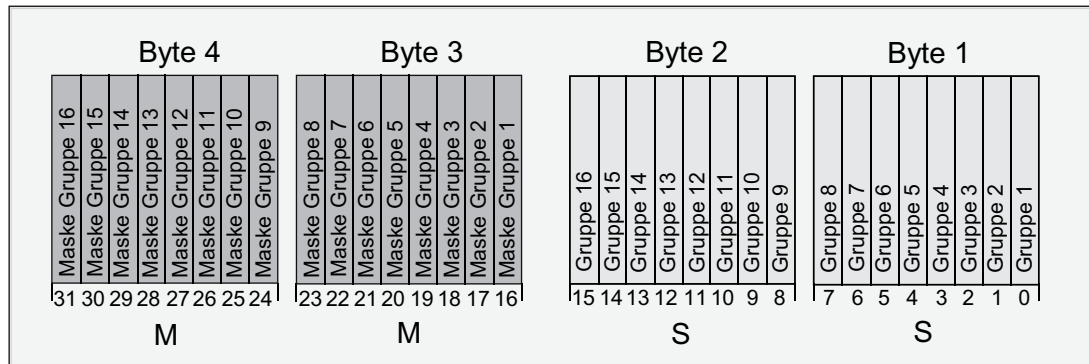 Byte 4 Byte 3 Byte 2 Byte 1
Maske Gruppe 16
Maske Gruppe 15
Maske Gruppe 14
Maske Gruppe 13
Maske Gruppe 12
Maske Gruppe 11
Maske Gruppe 10
Maske Gruppe 9
Maske Gruppe 8
Maske Gruppe 7
Maske Gruppe 6
Maske Gruppe 5
Maske Gruppe 4
Maske Gruppe 3
Maske Gruppe 2
Maske Gruppe 1
Gruppe 16
Gruppe 15
Gruppe 14
Gruppe 13
Gruppe 12
Gruppe 11
Gruppe 10
Gruppe 9
Gruppe 8
Gruppe 7
Gruppe 6
Gruppe 5
Gruppe 4
Gruppe 3
Gruppe 2
Gruppe 1
31 30 29 28 27 26 25 24 23 22 21 20 19 18 17 16 15 14 13 12 11 10 9 8 7 6 5 4 3 2 1 0
M M S S